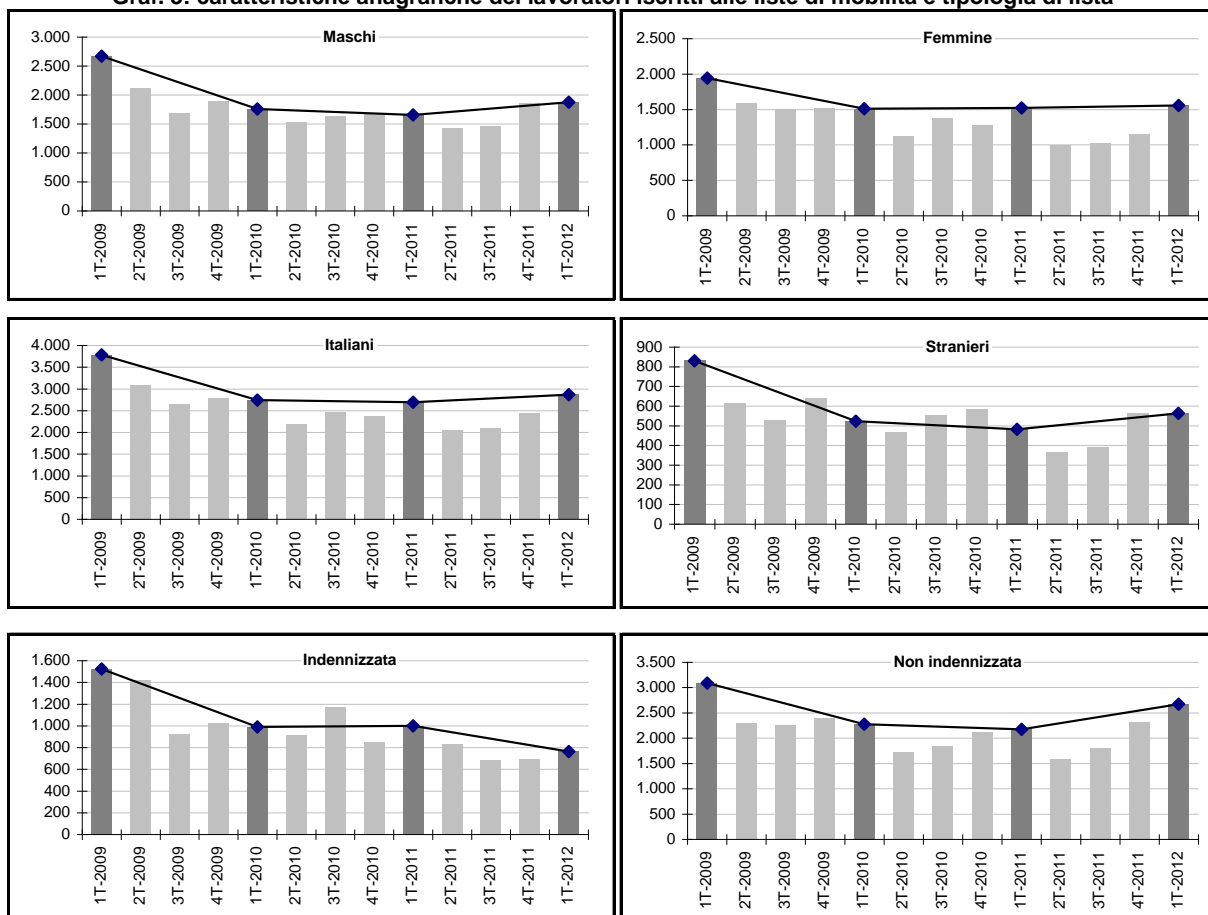 Graf. 5: caratteristiche anagrafiche dei lavoratori iscritti alle liste di mobilità e tipologia di lista
Maschi
3.000
2.500
2.000
1.500
1.000
500
0
1T-2009
2T-2009
3T-2009
4T-2009
1T-2010
2T-2010
3T-2010
4T-2010
1T-2011
2T-2011
3T-2011
4T-2011
1T-2012
Femmine
2.500
2.000
1.500
1.000
500
0
1T-2009
2T-2009
3T-2009
4T-2009
1T-2010
2T-2010
3T-2010
4T-2010
1T-2011
2T-2011
3T-2011
4T-2011
1T-2012
Italiani
4.000
3.500
3.000
2.500
2.000
1.500
1.000
500
0
1T-2009
2T-2009
3T-2009
4T-2009
1T-2010
2T-2010
3T-2010
4T-2010
1T-2011
2T-2011
3T-2011
4T-2011
1T-2012
Stranieri
900
800
700
600
500
400
300
200
100
0
1T-2009
2T-2009
3T-2009
4T-2009
1T-2010
2T-2010
3T-2010
4T-2010
1T-2011
2T-2011
3T-2011
4T-2011
1T-2012
Indennizzata
1.600
1.400
1.200
1.000
800
600
400
200
0
1T-2009
2T-2009
3T-2009
4T-2009
1T-2010
2T-2010
3T-2010
4T-2010
1T-2011
2T-2011
3T-2011
4T-2011
1T-2012
Non indennizzata
3.500
3.000
2.500
2.000
1.500
1.000
500
0
1T-2009
2T-2009
3T-2009
4T-2009
1T-2010
2T-2010
3T-2010
4T-2010
1T-2011
2T-2011
3T-2011
4T-2011
1T-2012